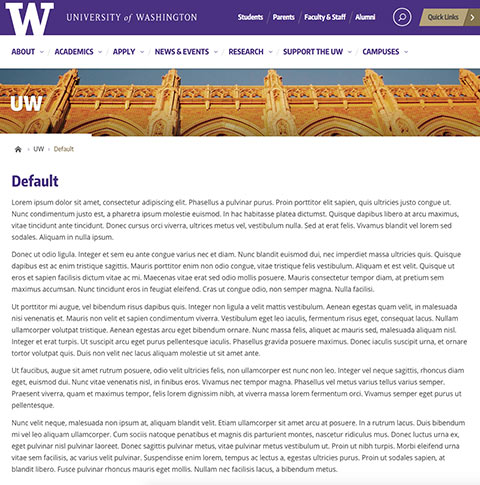 W UNIVERSITY of WASHINGTON Students Parents Faculty & Staff Alumni Quick Links
ABOUT ACADEMICS APPLY NEWS & EVENTS RESEARCH SUPPORT THE UW CAMPUSES
UW
UW Default
Default
Lorem ipsum dolor sit amet, consectetur adipiscing elit. Phasellus a pulvinar purus. Proin porttitor elit sapien, quis ultricies justo congue ut.
Nunc condimentum justo est, a pharetra ipsum molestie euismod. In hac habitasse platea dictumst. Quisque dapibus libero at arcu maximus,
vitae tincidunt ante tincidunt. Donec cursus orci viverra, ultrices metus vel, vestibulum nulla. Sed at erat felis. Vivamus blandit vel lorem sed
sodales. Aliquam in nulla ipsum.
Donec ut odio ligula. Integer et sem eu ante congue varius nec et diam. Nunc blandit euismod dui, nec imperdiet massa ultricies quis. Quisque
dapibus est ac enim tristique sagittis. Mauris porttitor enim non odio congue, vitae tristique felis vestibulum. Aliquam et est velit. Quisque ut
eros et sapien facilisis dictum vitae ac mi. Maecenas vitae erat sed odio mollis posuere. Mauris consectetur tempor diam, at pretium sem
maximus accumsan. Nunc tincidunt eros in feugiat eleifend. Cras ut congue odio, non semper magna. Nulla facilisi.
Ut porttitor mi augue, vel bibendum risus dapibus quis. Integer non ligula a velit mattis vestibulum. Aenean egestas quam velit, in malesuada
nisi venenatis et. Mauris non velit et sapien condimentum viverra. Vestibulum eget leo iaculis, fermentum risus eget, consequat lacus. Nullam
ullamcorper volutpat tristique. Aenean egestas arcu eget bibendum ornare. Nunc massa felis, aliquet ac mauris sed, malesuada aliquam nisl.
Integer et erat turpis. Ut suscipit arcu eget purus pellentesque iaculis. Phasellus gravida posuere maximus. Donec iaculis suscipit urna, et ornare
tortor volutpat quis. Duis non velit nec lacus aliquam molestie ut sit amet ante.
Ut faucibus, augue sit amet rutrum posuere, odio velit ultricies felis, non ullamcorper est nunc non leo. Integer vel neque sagittis, rhoncus diam
eget, euismod dui. Nunc vitae venenatis nisl, in finibus eros. Vivamus nec tempor magna. Phasellus vel metus varius tellus varius semper.
Praesent viverra, quam et maximus tempor, felis lorem dignissim nibh, at viverra massa lorem fermentum orci. Vivamus semper eget purus ut
pellentesque.
Nunc velit neque, malesuada non ipsum at, aliquam blandit velit. Etiam ullamcorper sit amet arcu at posuere. In a rutrum lacus. Duis bibendum
mi vel leo aliquam ullamcorper. Cum sociis natoque penatibus et magnis dis parturient montes, nascetur ridiculus mus. Donec luctus urna ex,
eget pulvinar nisl pulvinar laoreet. Donec sagittis pulvinar metus, vitae pulvinar metus vestibulum ut. Proin ut nibh turpis. Morbi eleifend urna
vitae sem facilisis, ac varius velit pulvinar. Suspendisse enim lorem, tempus ac lectus a, egestas ultricies purus. Proin ut sodales sapien, at
blandit libero. Fusce pulvinar rhoncus mauris eget mollis. Nullam nec facilisis lacus, a bibendum metus.